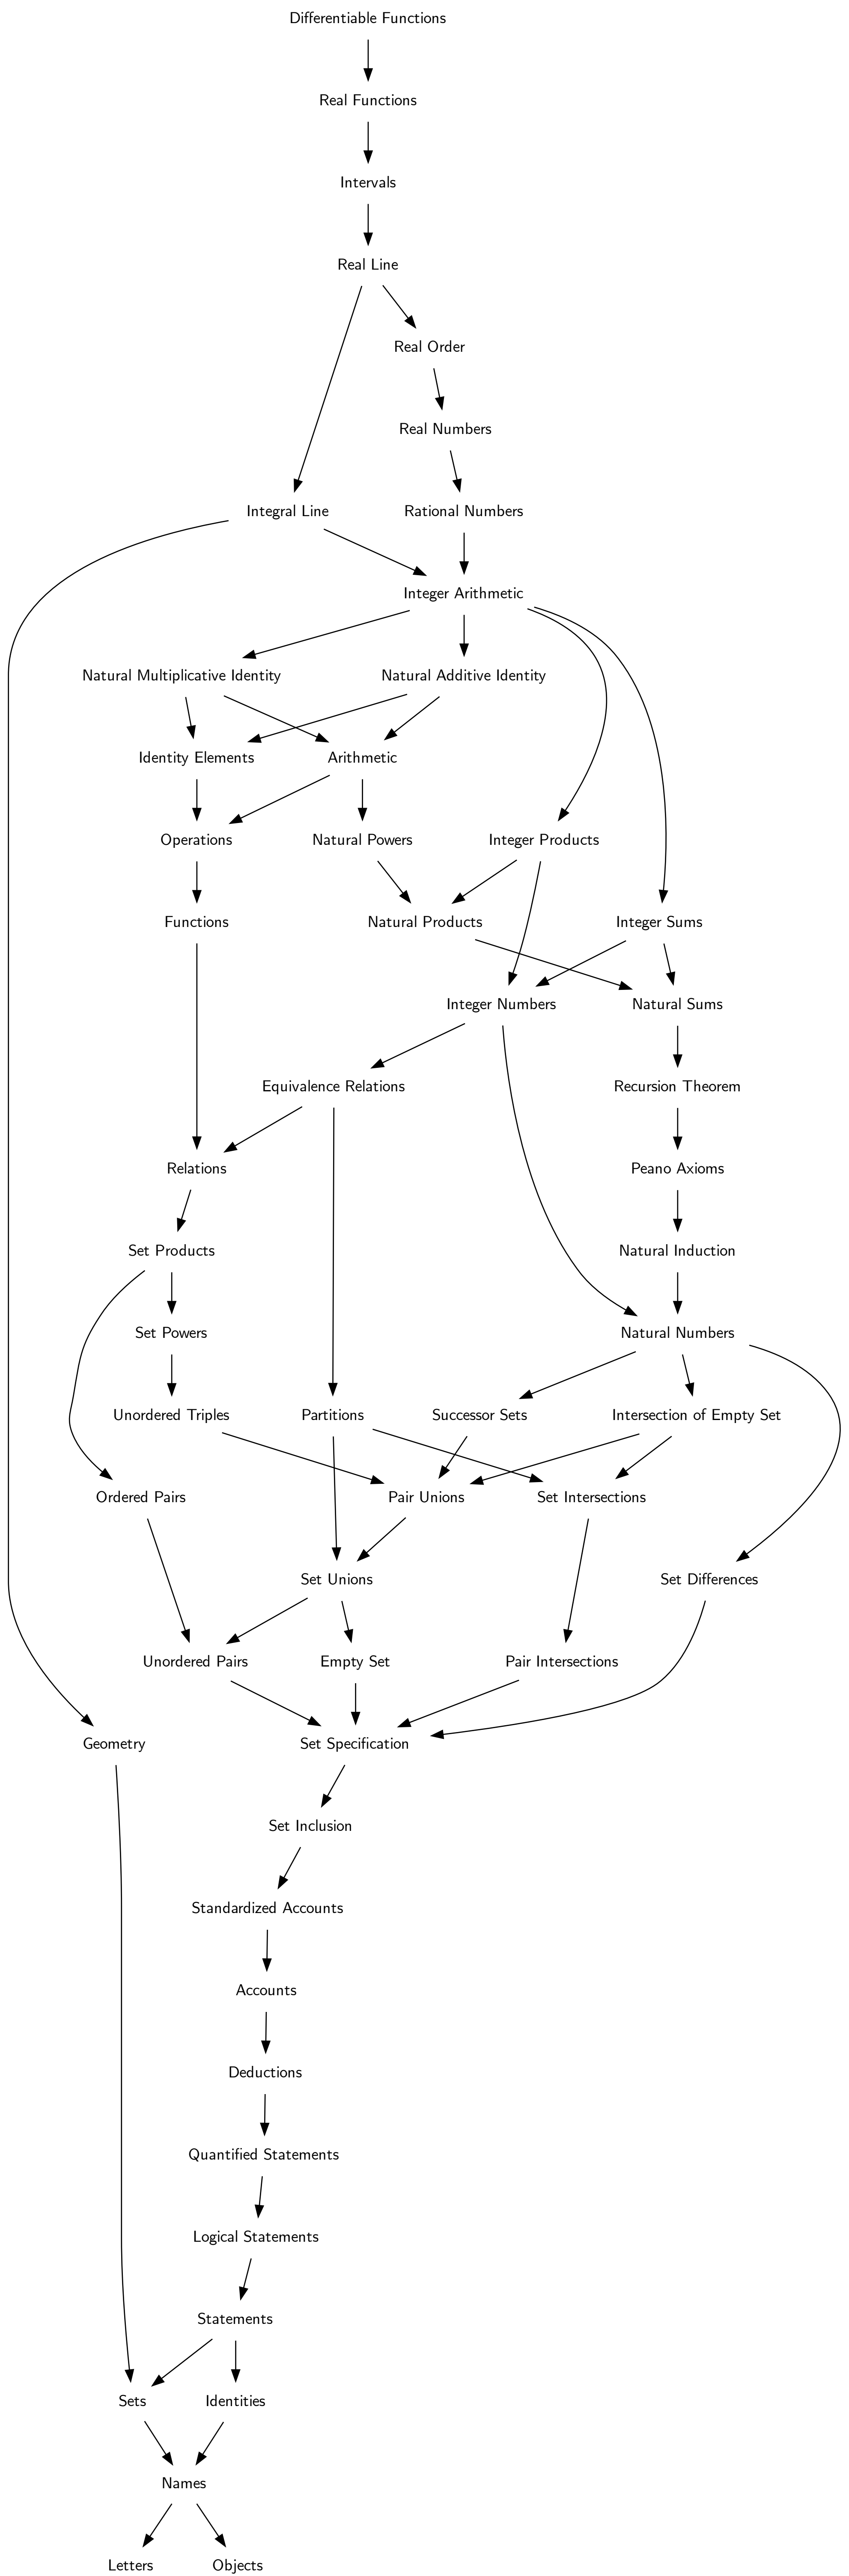 Differentiable Functions
Real Functions
Intervals
Real Line
Real Order
Real Numbers
Integral Line
Rational Numbers
Integer Arithmetic
Natural Multiplicative Identity
Natural Additive Identity
Identity Elements
Arithmetic
Operations
Natural Powers
Integer Products
Functions
Natural Products
Integer Sums
Integer Numbers
Natural Sums
Equivalence Relations
Recursion Theorem
Relations
Peano Axioms
Set Products
Natural Induction
Set Powers
Natural Numbers
Unordered Triples
Partitions
Successor Sets
Intersection of Empty Set
Ordered Pairs
Pair Unions
Set Intersections
Set Unions
Set Differences
Unordered Pairs
Empty Set
Pair Intersections
Geometry
Set Specification
Set Inclusion
Standardized Accounts
Accounts
Deductions
Quantified Statements
Logical Statements
Statements
Sets
Identities
Names
Letters
Objects